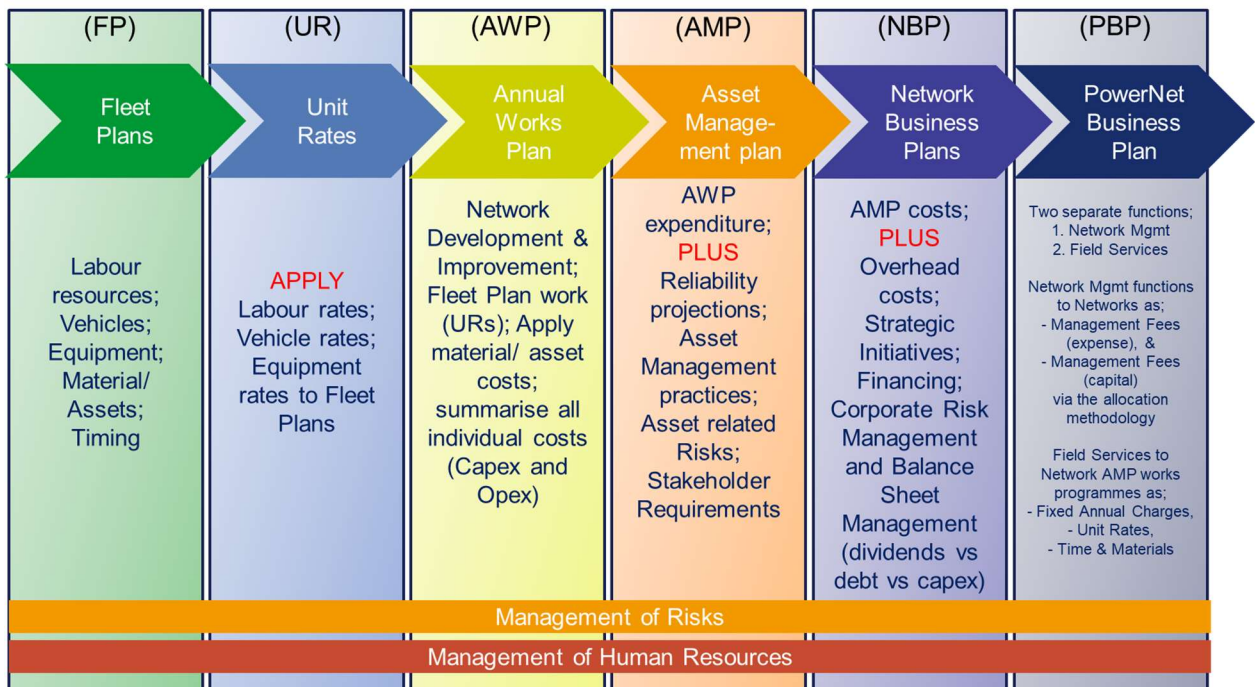 (FP)
Fleet
Plans
Labour
resources;
Vehicles;
Equipment;
Material/
Assets;
Timing
(UR)
Unit
Rates
APPLY
Labour rates;
Vehicle rates;
Equipment
rates to Fleet
Plans
(AWP)
Annual
Works
Plan
Network
Development &
Improvement;
Fleet Plan work
(URs); Apply
material/ asset
costs;
summarise all
individual costs
(Capex and
Opex)
(AMP)
Asset
Manage-
ment plan
AWP
expenditure;
PLUS
Reliability
projections;
Asset
Management
practices;
Asset related
Risks;
Stakeholder
Requirements
(NBP)
Network
Business
Plans
AMP costs;
PLUS
Overhead
costs;
Strategic
Initiatives;
Financing;
Corporate Risk
Management
and Balance
Sheet
Management
(dividends vs
debt vs capex)
(PBP)
PowerNet
Business
Plan
Two separate functions;
1. Network Mgmt
2. Field Services
Network Mgmt functions
to Networks as;
- Management Fees
(expense), &
- Management Fees
(capital)
via the allocation
methodology
Field Services to
Network AMP works
programmes as;
- Fixed Annual Charges,
- Unit Rates,
- Time & Materials
Management of Risks
Management of Human Resources